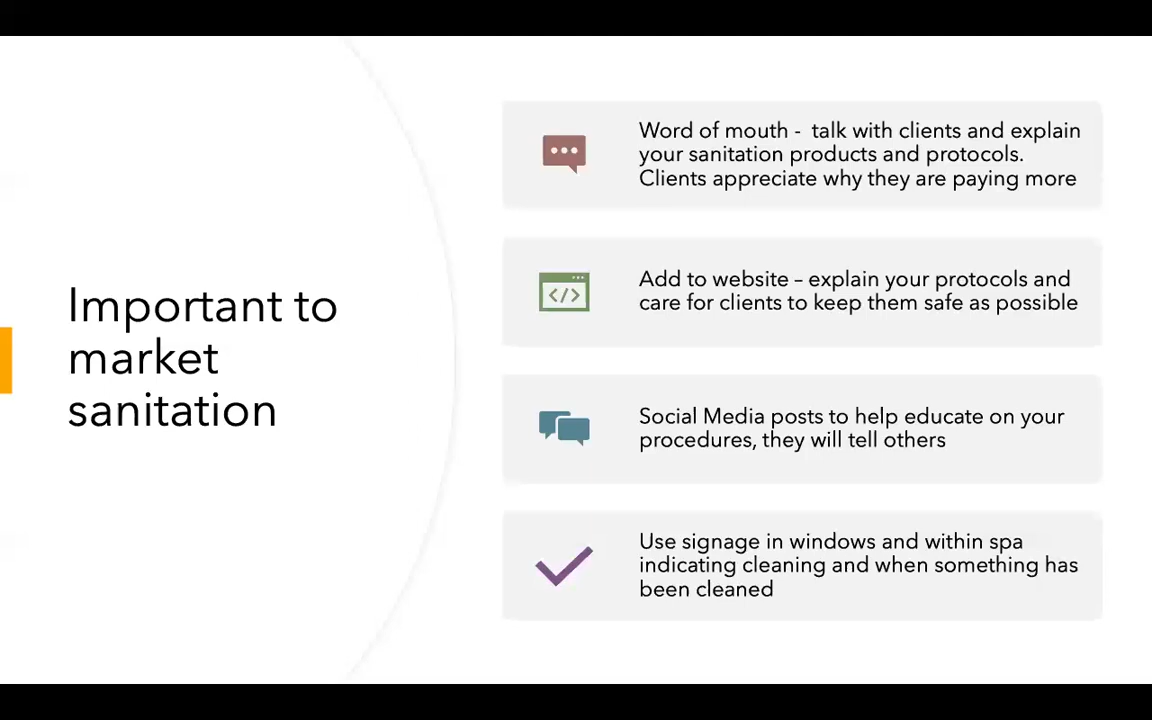 Important to
market
sanitation
Word of mouth -  talk with clients and explain
your sanitation products and protocols.
Clients appreciate why they are paying more
Add to website – explain your protocols and
care for clients to keep them safe as possible
Social Media posts to help educate on your
procedures, they will tell others
Use signage in windows and within spa
indicating cleaning and when something has
been cleaned